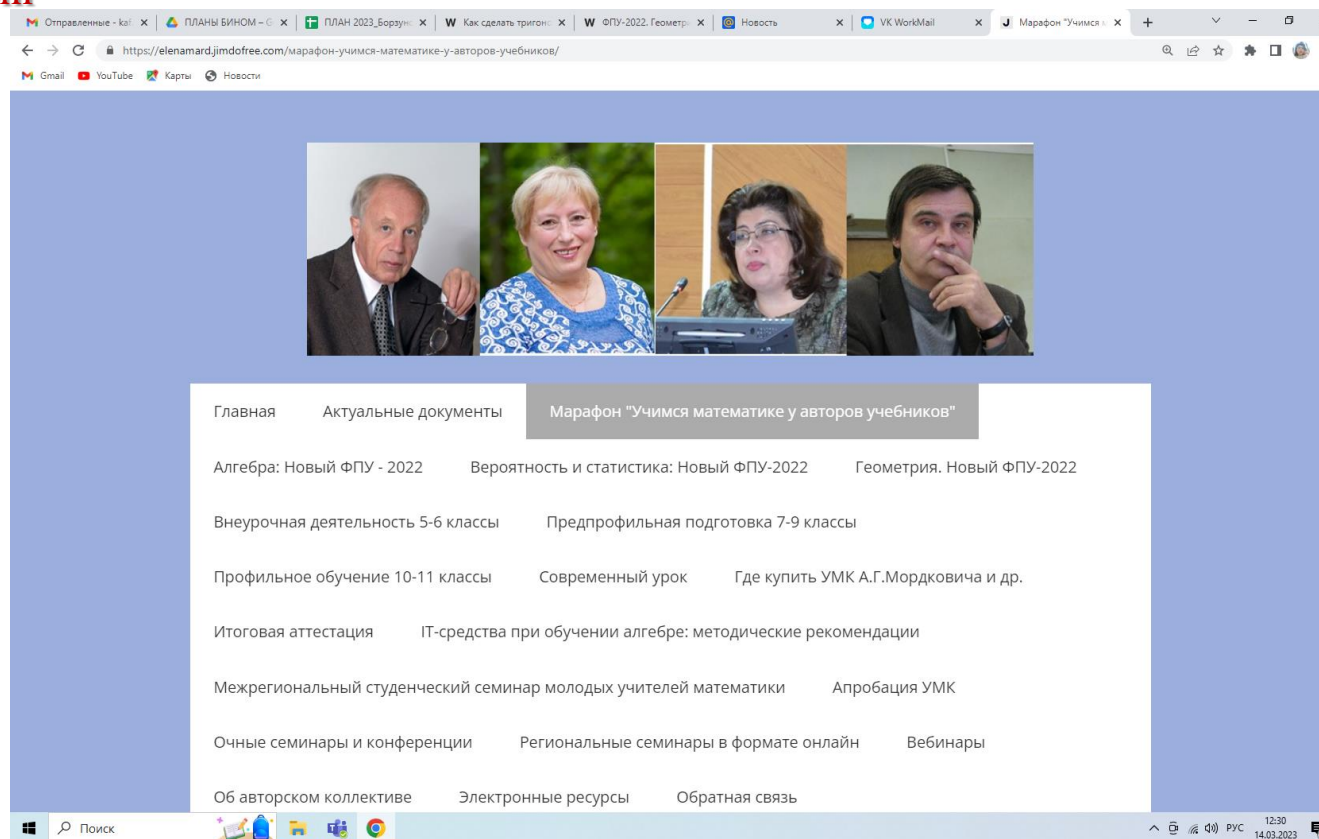 Отправленные - kal
ПЛАНЫ БИНОМ – G
ПЛАН 2023_Борзунс
Как сделать тригоно
ФПУ-2022. Геометри
Новость
VK WorkMail
Марафон "Учимся м
https://elenamard.jimdofree.com/марафон-учимся-математике-у-авторов-учебников/
Gmail YouTube Карты Новости
Главная Актуальные документы Марафон "Учимся математике у авторов учебников"
Алгебра: Новый ФПУ - 2022 Вероятность и статистика: Новый ФПУ-2022 Геометрия. Новый ФПУ-2022
Внеурочная деятельность 5-6 классы Предпрофильная подготовка 7-9 классы
Профильное обучение 10-11 классы Современный урок Где купить УМК А.Г.Мордковича и др.
Итоговая аттестация IT-средства при обучении алгебре: методические рекомендации
Межрегиональный студенческий семинар молодых учителей математики Апробация УМК
Очные семинары и конференции Региональные семинары в формате онлайн Вебинары
Об авторском коллективе Электронные ресурсы Обратная связь
Поиск РУС 12:30
14.03.2023